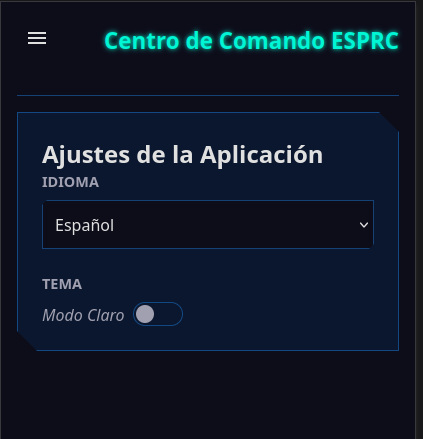 Centro de Comando ESPRC
Ajustes de la Aplicación
IDIOMA
Español
TEMA
Modo Claro